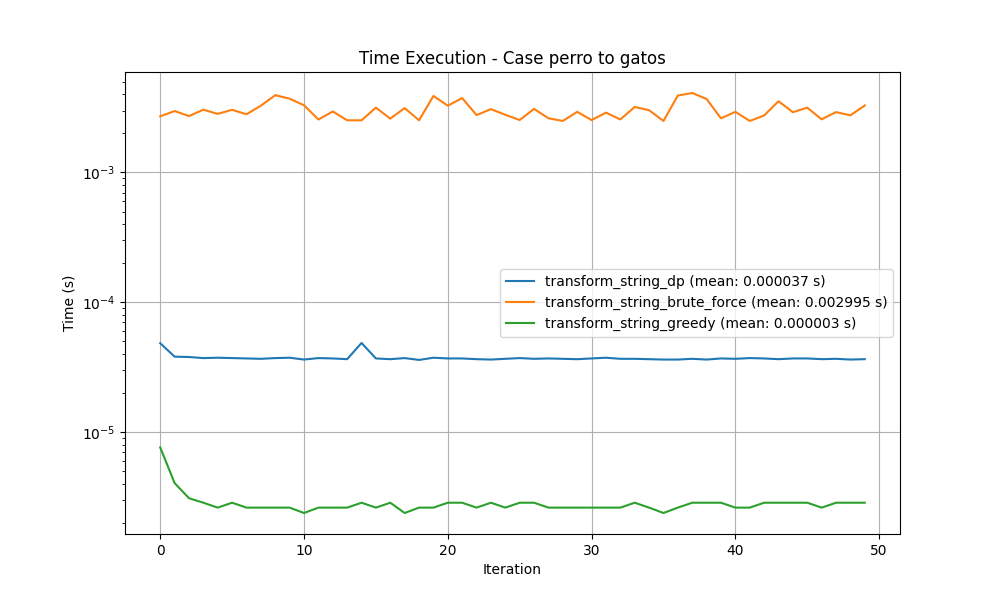 Time Execution - Case perro to gatos
Time (s)
10⁻³
10⁻⁴
10⁻⁵
transform_string_dp (mean: 0.000037 s)
transform_string_brute_force (mean: 0.002995 s)
transform_string_greedy (mean: 0.000003 s)
0 10 20 30 40 50
Iteration